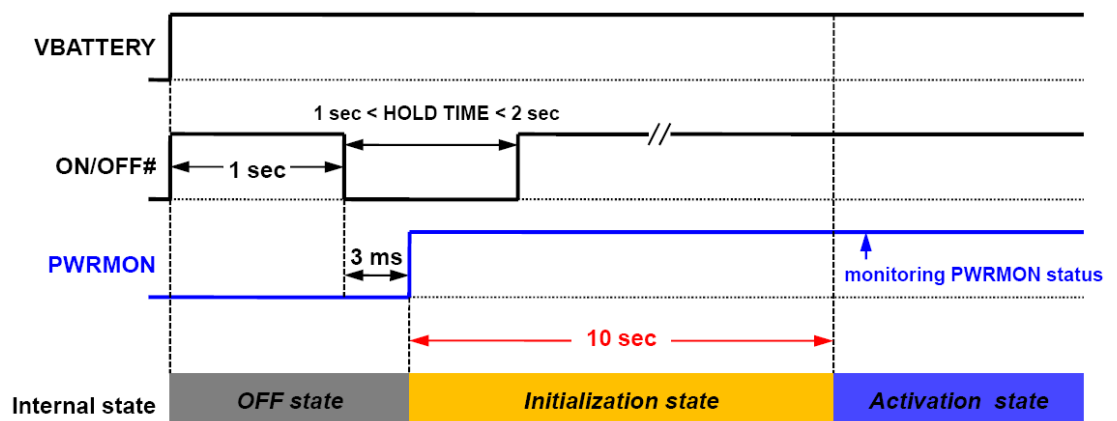 VBATTERY
1 sec < HOLD TIME < 2 sec
ON/OFF#
1 sec
//
PWRMON
3 ms
monitoring PWRMON status
10 sec
Internal state
OFF state
Initialization state
Activation state